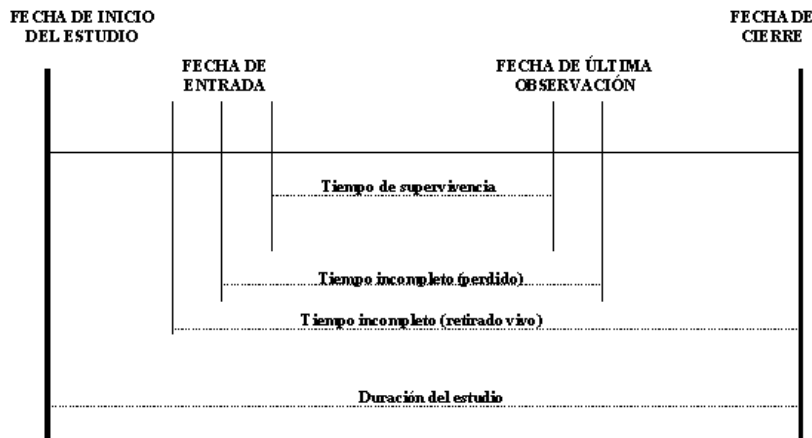 FECHA DE INICIO
DEL ESTUDIO
FECHA DE
CIERRE
FECHA DE
ENTRADA
FECHA DE ÚLTIMA
OBSERVACIÓN
Tiempo de supervivencia
Tiempo incompleto (perdido)
Tiempo incompleto (retirado vivo)
Duración del estudio